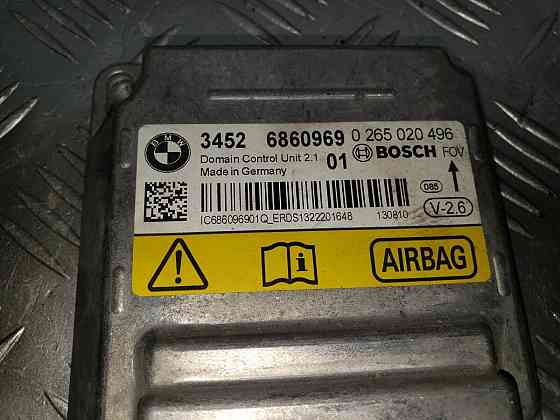 BMW
3452 6860969 0 265 020 496
Domain Control Unit 2.1 01 BOSCH FOV
Made in Germany
085
V-2.6
IC686096901Q_ERDS1322201648 130810
i
AIRBAG